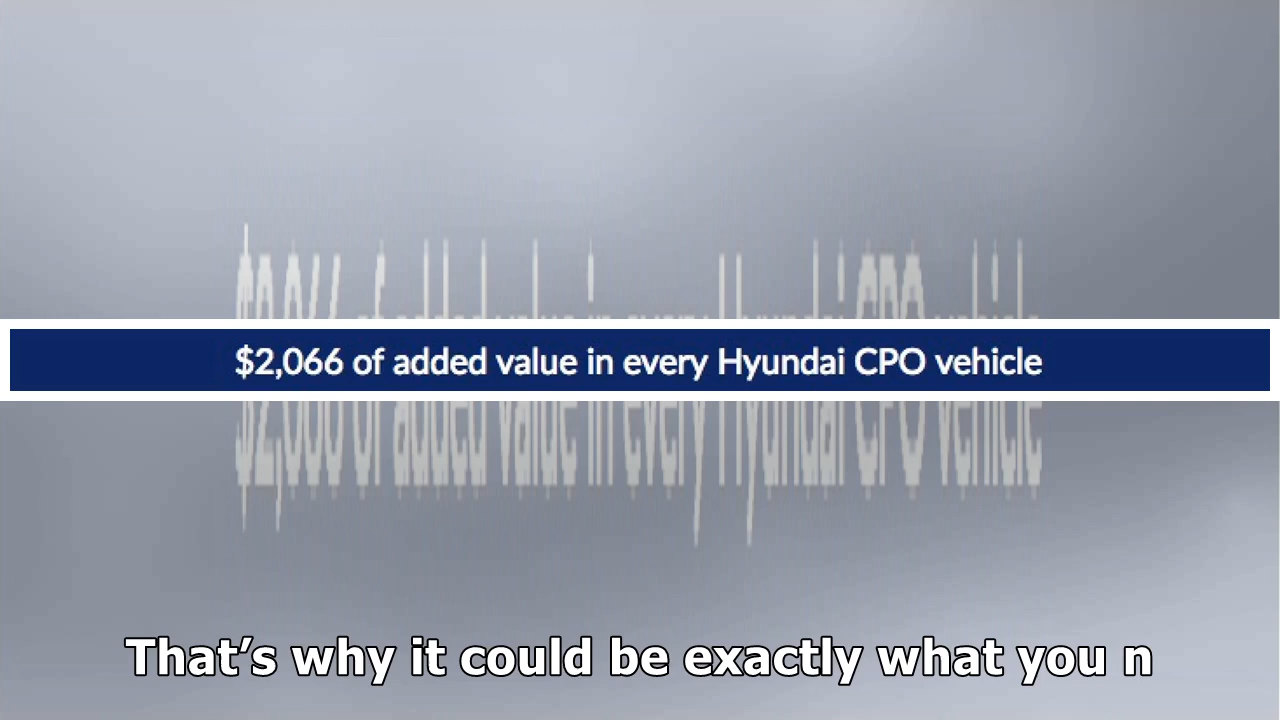 $2,066 of added value in every Hyundai CPO vehicle
That’s why it could be exactly what you n